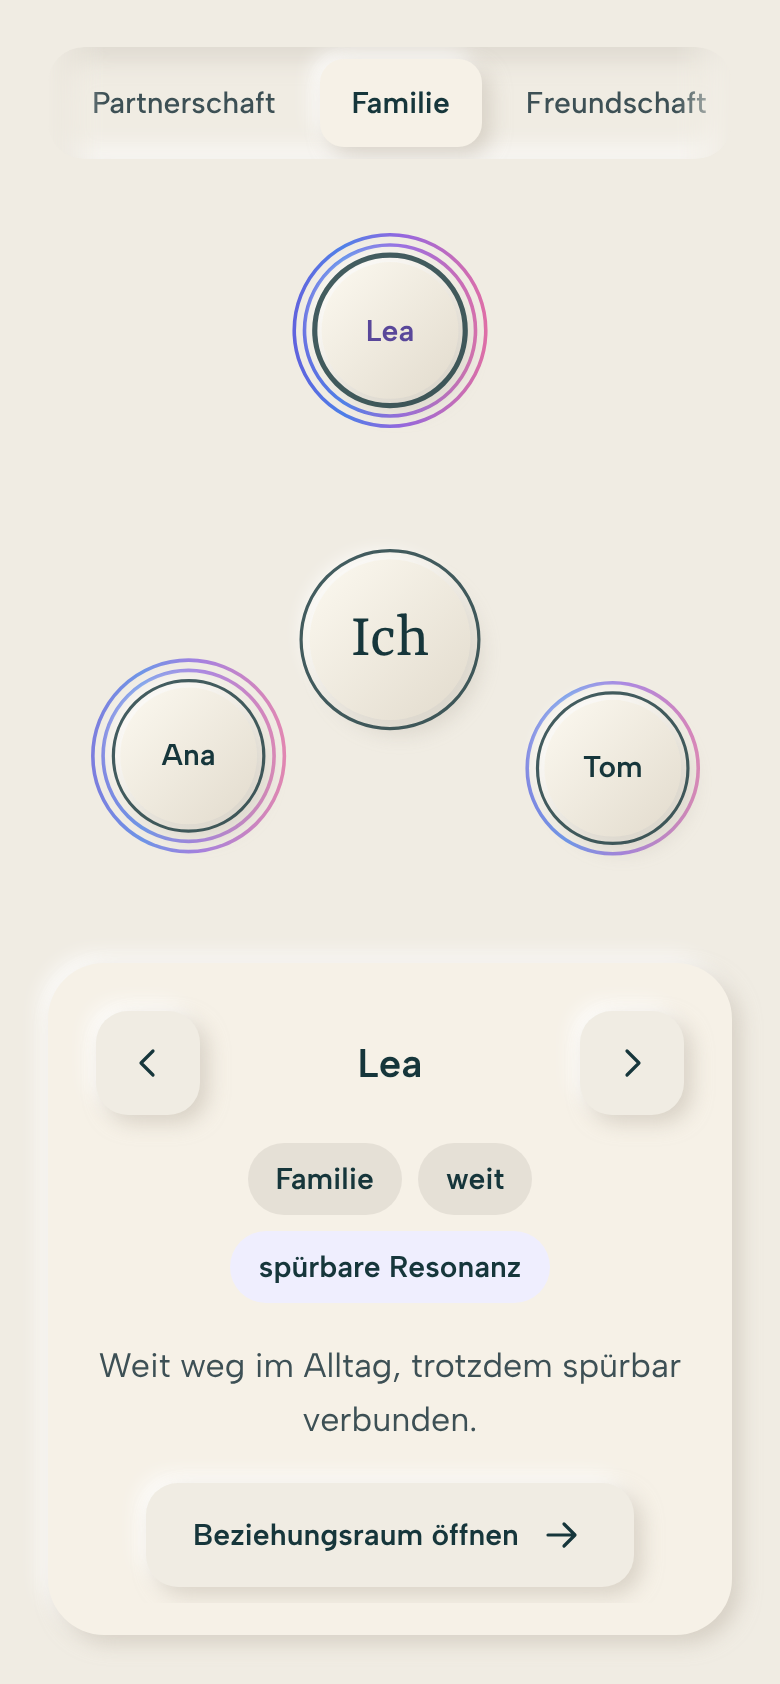 Partnerschaft Familie Freundschaft
Lea
Ich
Ana
Tom
Lea
Familie weit
spürbare Resonanz
Weit weg im Alltag, trotzdem spürbar
verbunden.
Beziehungsraum öffnen →